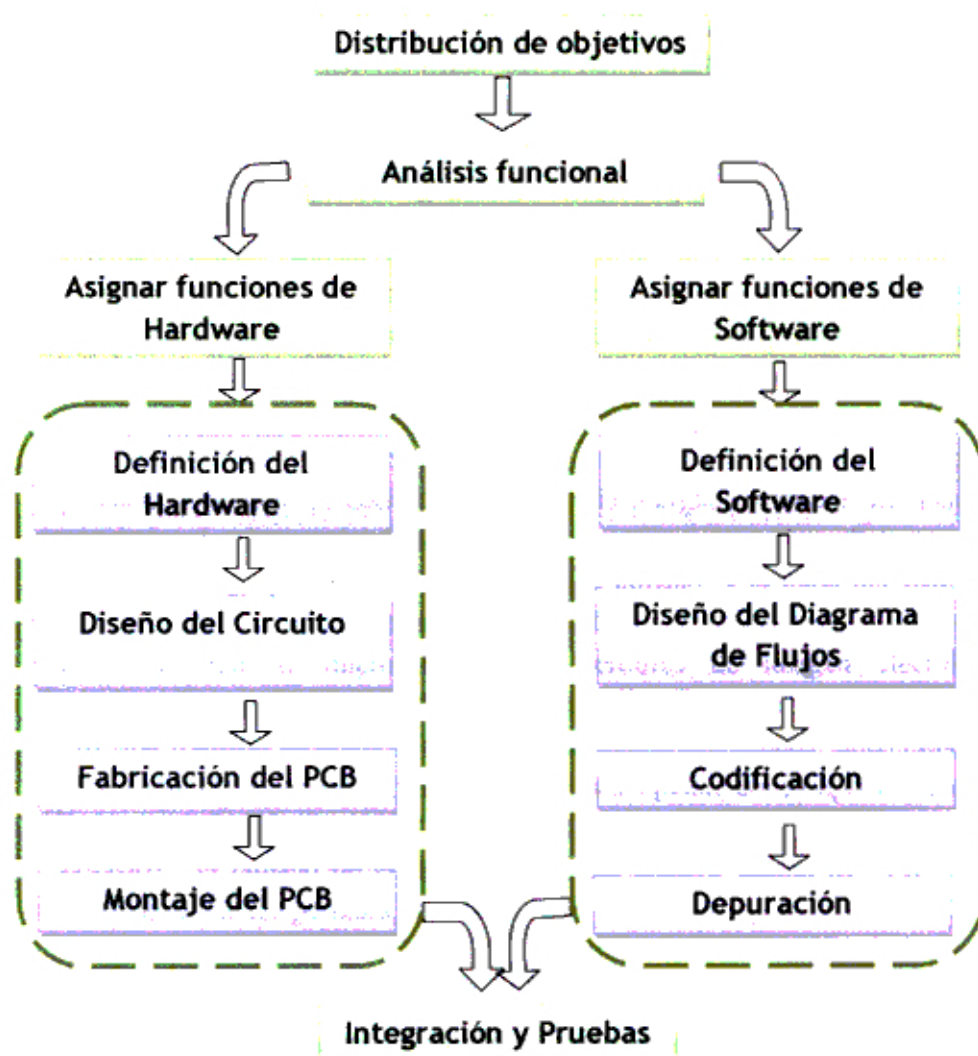 Distribución de objetivos
Análisis funcional
Asignar funciones de
Hardware
Asignar funciones de
Software
Definición del
Hardware
Diseño del Circuito
Fabricación del PCB
Montaje del PCB
Definición del
Software
Diseño del Diagrama
de Flujos
Codificación
Depuración
Integración y Pruebas